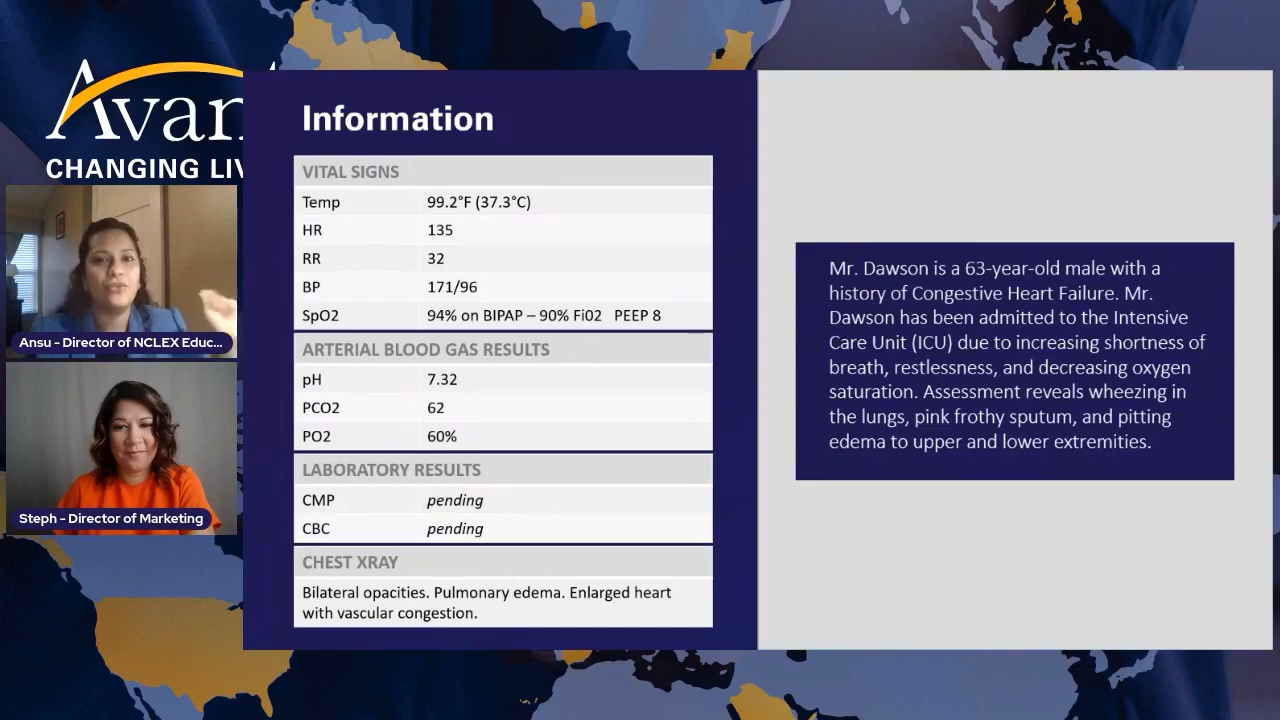 Avan
CHANGING LIV
Ansu - Director of NCLEX Educ...
Steph - Director of Marketing
Information
VITAL SIGNS
Temp 99.2°F (37.3°C)
HR 135
RR 32
BP 171/96
SpO2 94% on BIPAP – 90% Fi02 PEEP 8
ARTERIAL BLOOD GAS RESULTS
pH 7.32
PCO2 62
PO2 60%
LABORATORY RESULTS
CMP pending
CBC pending
CHEST XRAY
Bilateral opacities. Pulmonary edema. Enlarged heart
with vascular congestion.
Mr. Dawson is a 63-year-old male with a
history of Congestive Heart Failure. Mr.
Dawson has been admitted to the Intensive
Care Unit (ICU) due to increasing shortness of
breath, restlessness, and decreasing oxygen
saturation. Assessment reveals wheezing in
the lungs, pink frothy sputum, and pitting
edema to upper and lower extremities.